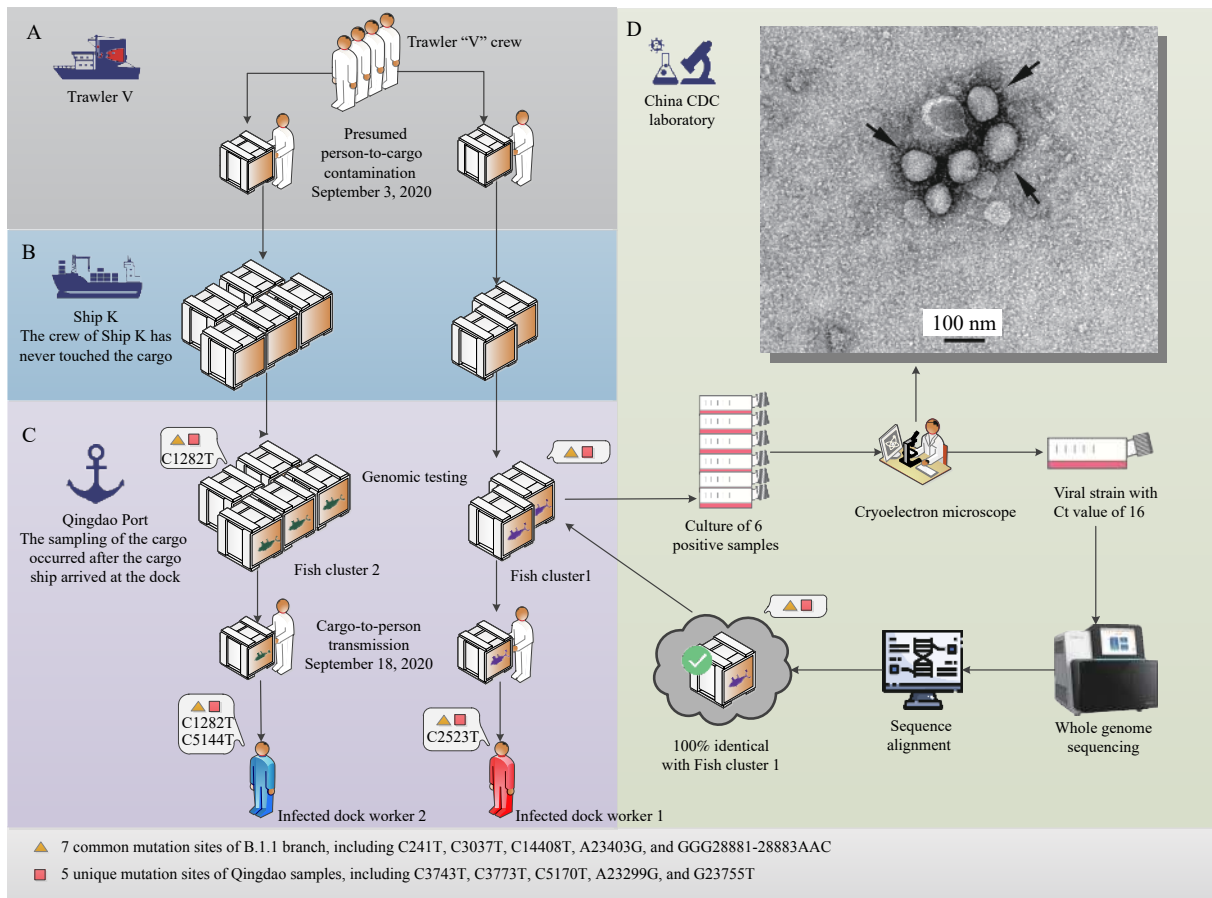 A
Trawler V
Trawler “V” crew
Presumed
person-to-cargo
contamination
September 3, 2020
B
Ship K
The crew of Ship K has
never touched the cargo
C
Qingdao Port
The sampling of the cargo
occurred after the cargo
ship arrived at the dock
C1282T
Genomic testing
Fish cluster 2
Fish cluster1
Cargo-to-person
transmission
September 18, 2020
C1282T
C5144T
C2523T
Infected dock worker 2
Infected dock worker 1
D
China CDC
laboratory
100 nm
Culture of 6
positive samples
Cryoelectron microscope
Viral strain with
Ct value of 16
Whole genome
sequencing
Sequence
alignment
100% identical
with Fish cluster 1
7 common mutation sites of B.1.1 branch, including C241T, C3037T, C14408T, A23403G, and GGG28881-28883AAC
5 unique mutation sites of Qingdao samples, including C3743T, C3773T, C5170T, A23299G, and G23755T